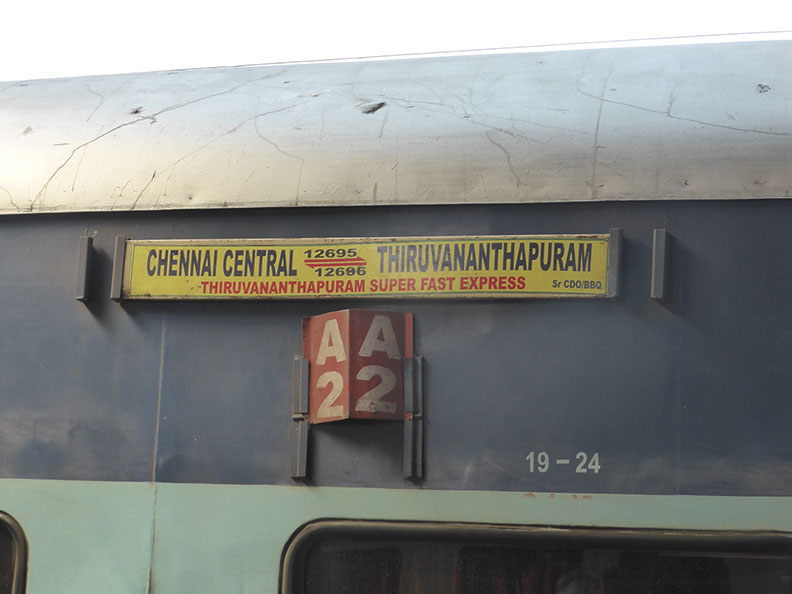 CHENNAI CENTRAL 12695 THIRUVANANTHAPURAM
12696
THIRUVANANTHAPURAM SUPER FAST EXPRESS Sr CDO/BBQ
A A
2 2
19 – 24